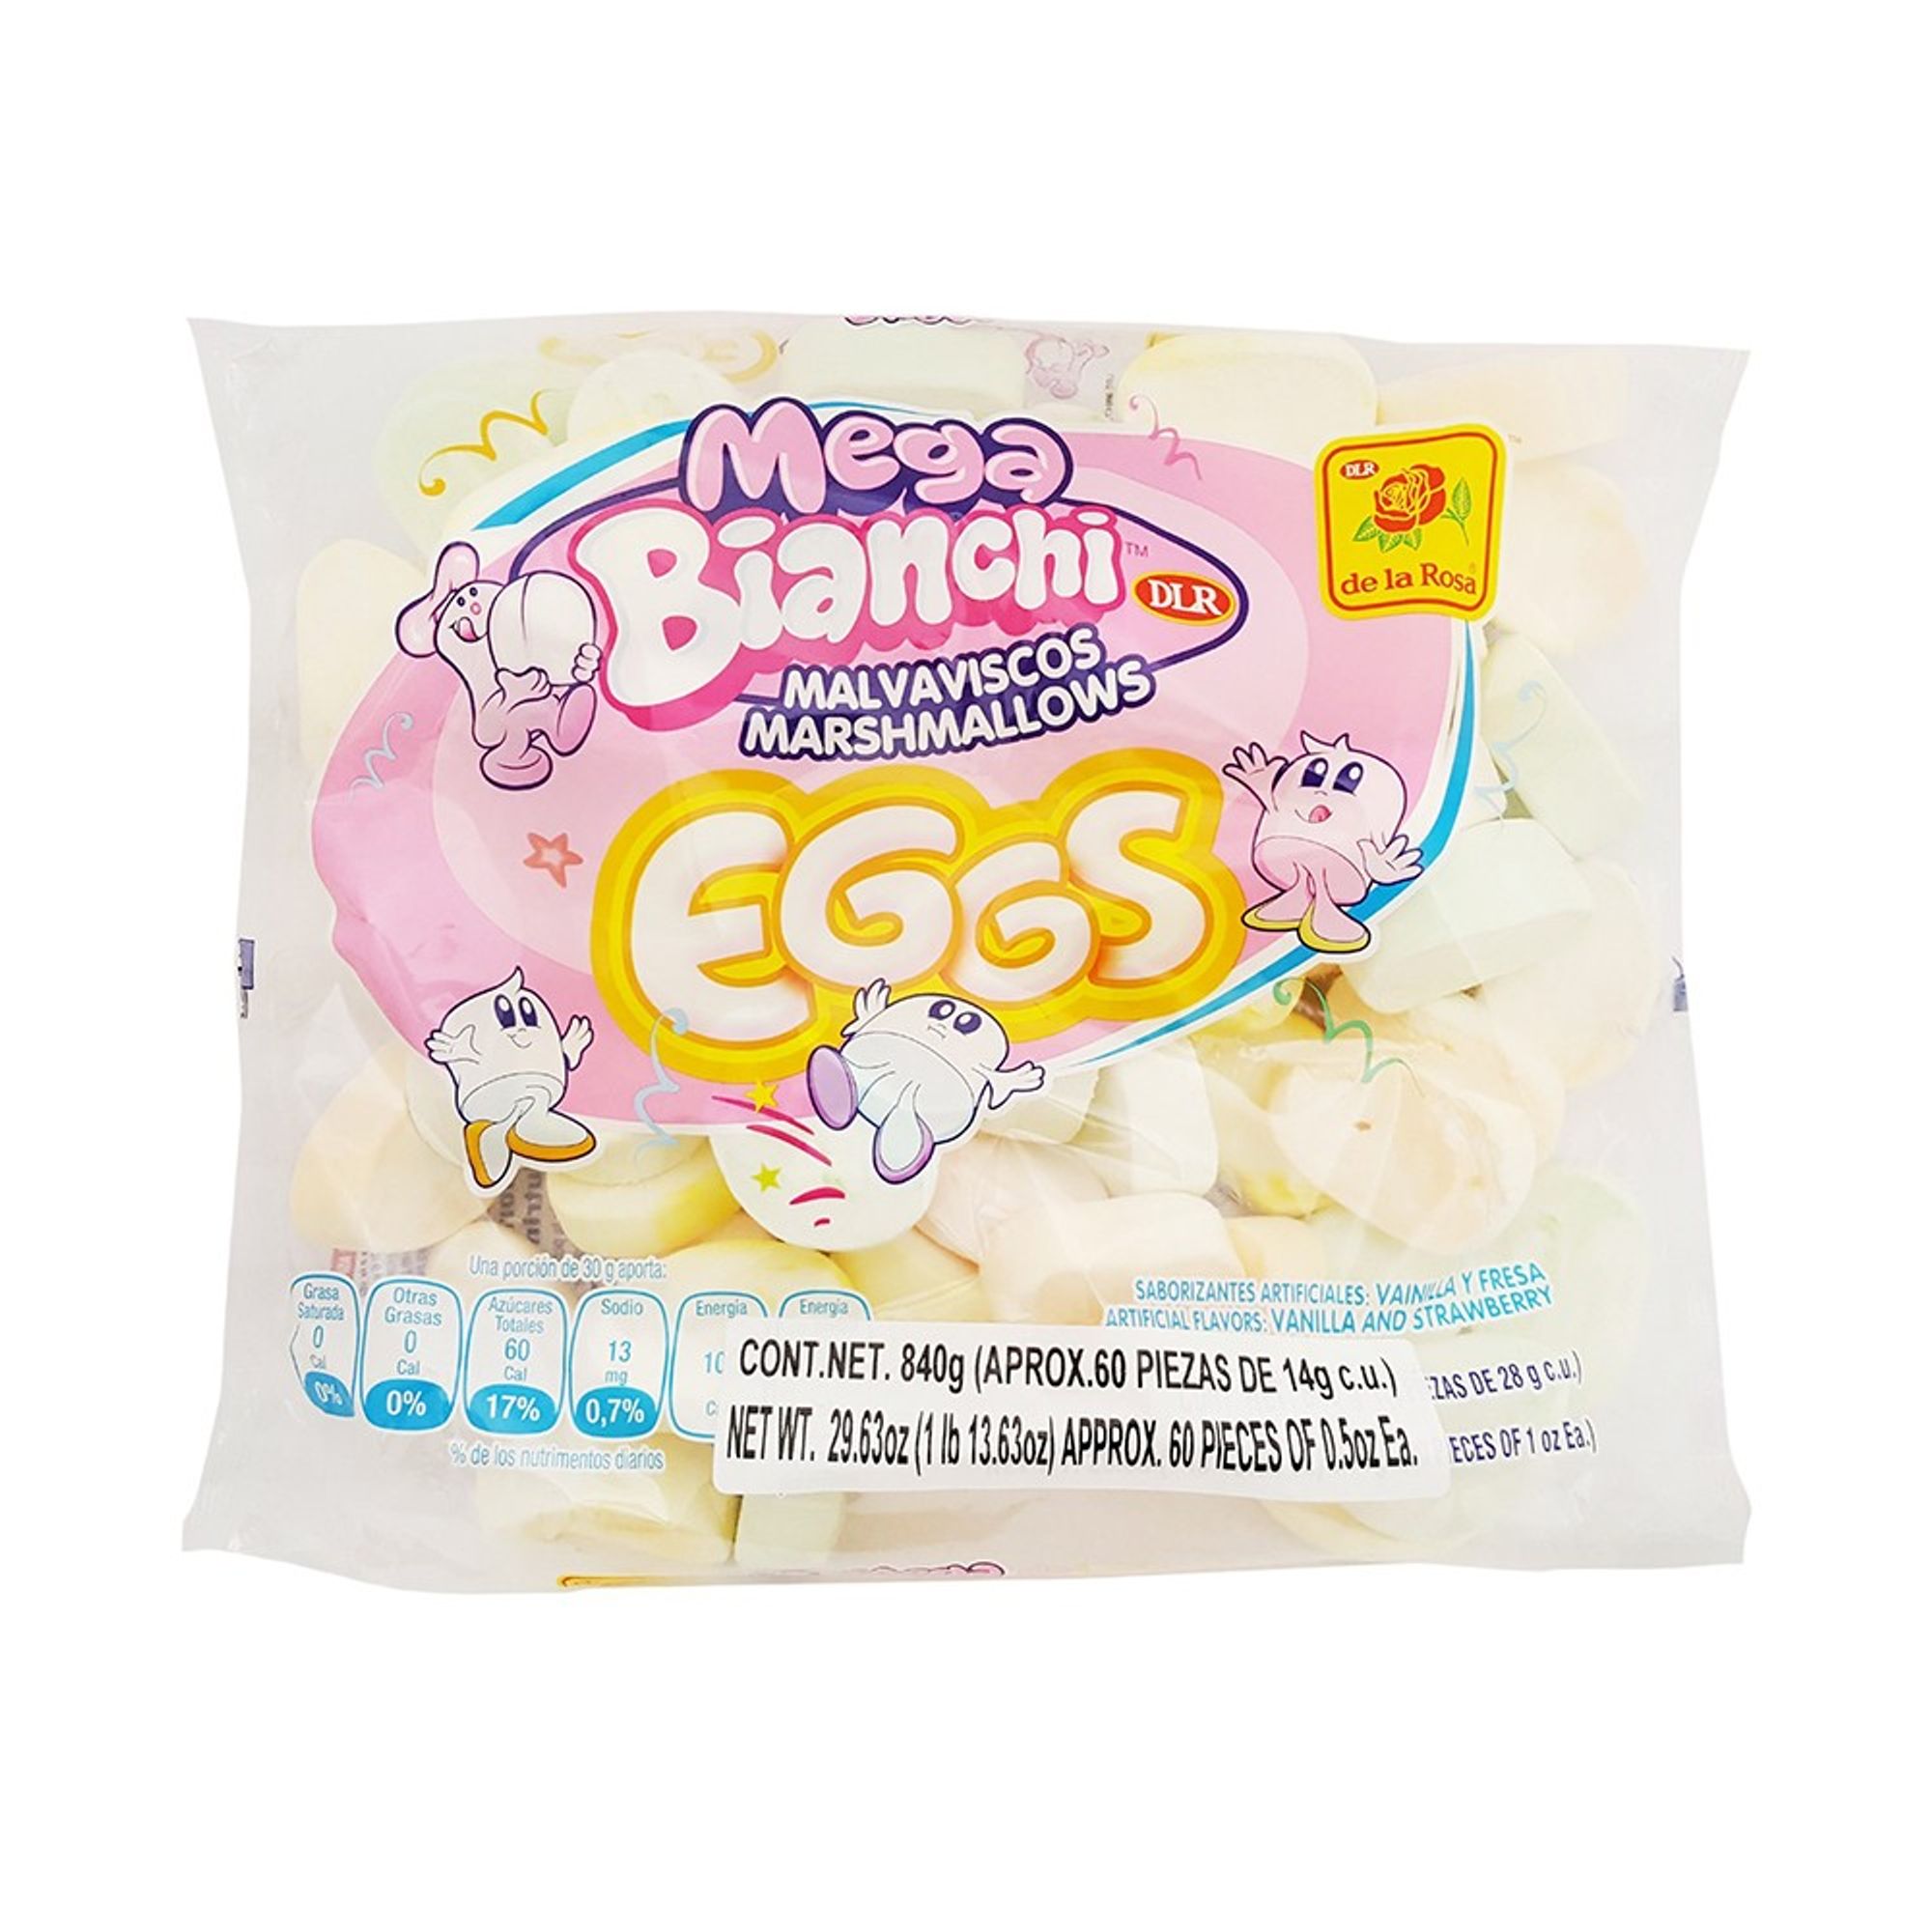 Mega
Bianchi™
DLR
MALVAVISCOS
MARSHMALLOWS
EGGS
DLR
de la Rosa®
Una porción de 30 g aporta:
Grasa Saturada 0 Cal 0%
Otras Grasas 0 Cal 0%
Azúcares Totales 60 Cal 17%
Sodio 13 mg 0,7%
Energía
Energía
% de los nutrimentos diarios
SABORIZANTES ARTIFICIALES: VAINILLA Y FRESA
ARTIFICIAL FLAVORS: VANILLA AND STRAWBERRY
CONT.NET. 840g (APROX.60 PIEZAS DE 14g c.u.)
NET WT. 29.63oz (1 lb 13.63oz) APPROX. 60 PIECES OF 0.5oz Ea.
DE 28 g c.u.)
OF 1 oz Ea.)